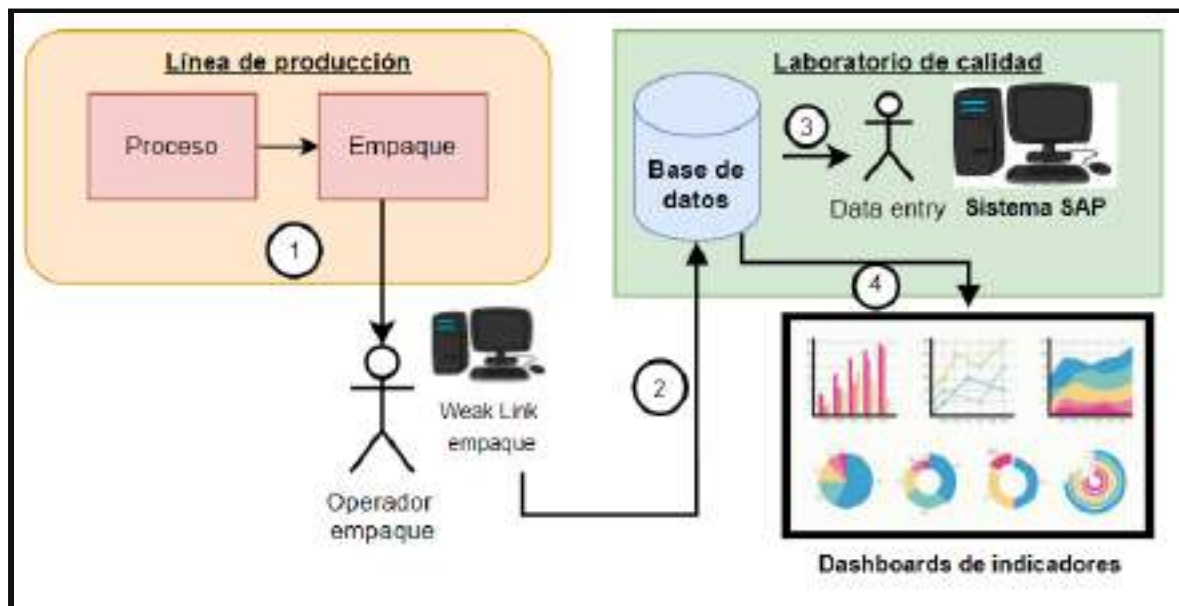 Línea de producción
Proceso
Empaque
1
Operador
empaque
Weak Link
empaque
2
Laboratorio de calidad
Base de
datos
3
Data entry
Sistema SAP
4
Dashboards de indicadores